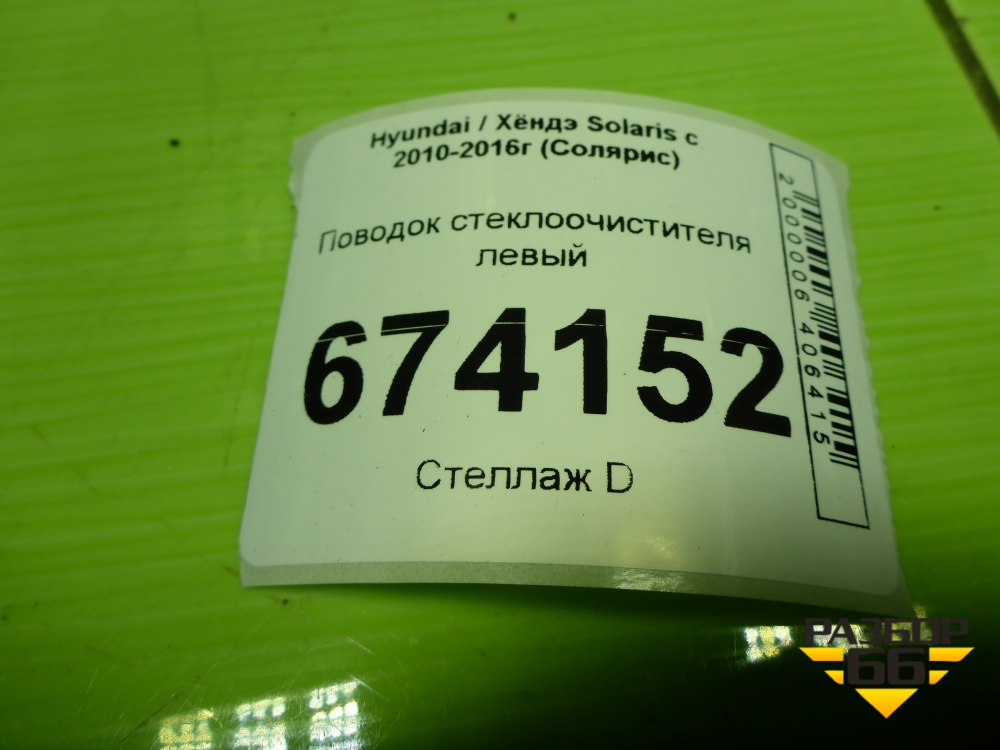 Hyundai / Хёндэ Solaris с
2010-2016г (Солярис)
Поводок стеклоочистителя
левый
674152
Стеллаж D
2000006406415
РАЗБОР
66